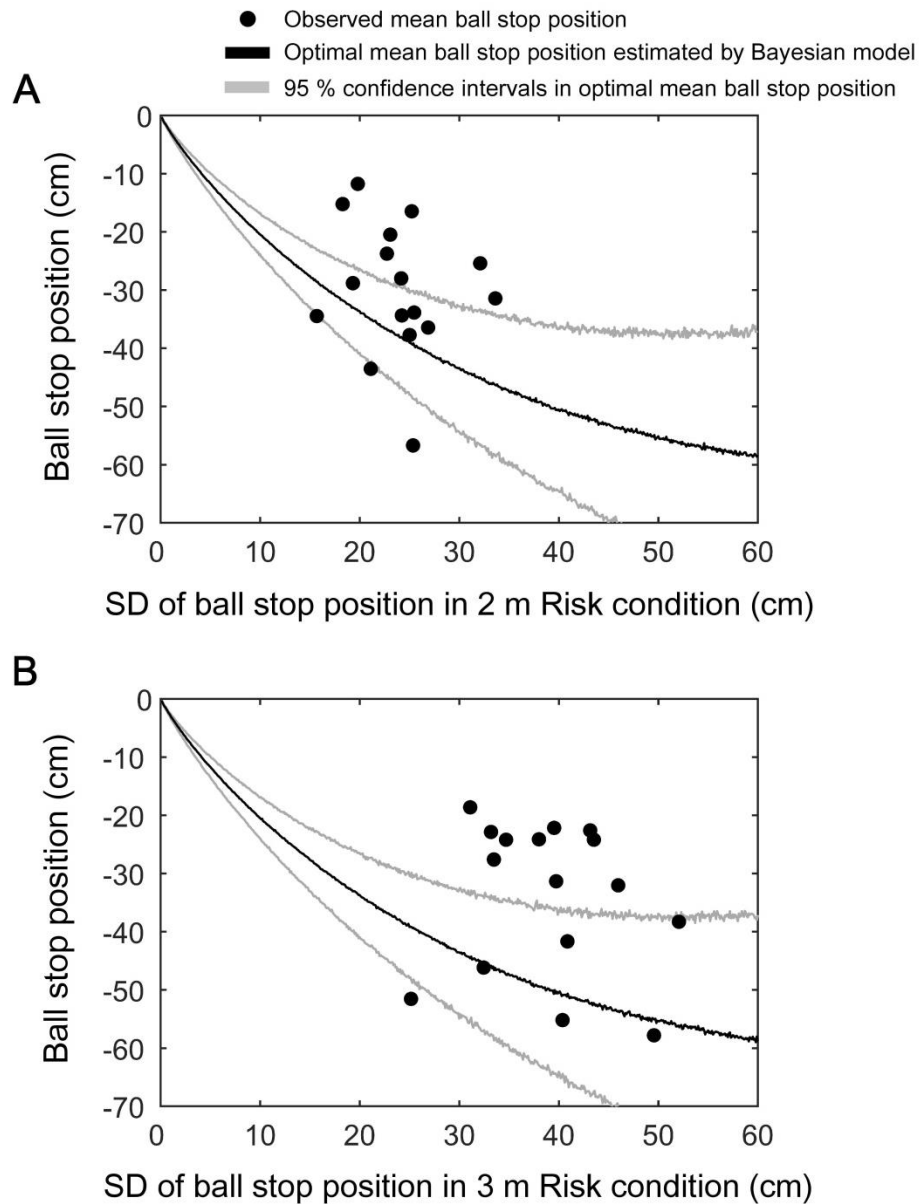 Observed mean ball stop position
Optimal mean ball stop position estimated by Bayesian model
95 % confidence intervals in optimal mean ball stop position
A
0
-10
-20
-30
-40
-50
-60
-70
Ball stop position (cm)
0 10 20 30 40 50 60
SD of ball stop position in 2 m Risk condition (cm)
B
0
-10
-20
-30
-40
-50
-60
-70
Ball stop position (cm)
0 10 20 30 40 50 60
SD of ball stop position in 3 m Risk condition (cm)